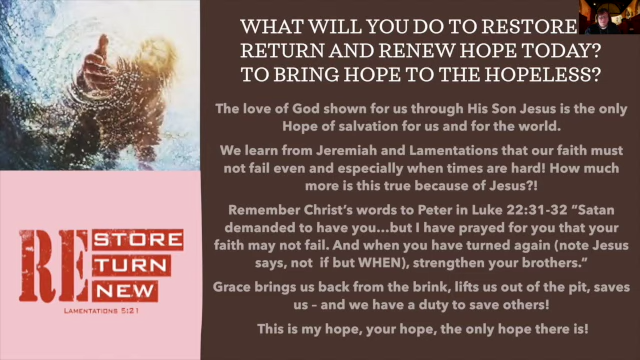 WHAT WILL YOU DO TO RESTORE
RETURN AND RENEW HOPE TODAY?
TO BRING HOPE TO THE HOPELESS?
The love of God shown for us through His Son Jesus is the only
Hope of salvation for us and for the world.
We learn from Jeremiah and Lamentations that our faith must
not fail even and especially when times are hard! How much
more is this true because of Jesus?!
Remember Christ's words to Peter in Luke 22:31-32 "Satan
demanded to have you...but I have prayed for you that your
faith may not fail. And when you have turned again (note Jesus
says, not if but WHEN), strengthen your brothers."
Grace brings us back from the brink, lifts us out of the pit, saves
us – and we have a duty to save others!
This is my hope, your hope, the only hope there is!
RESTORE
TURN
NEW
LAMENTATIONS 5:21